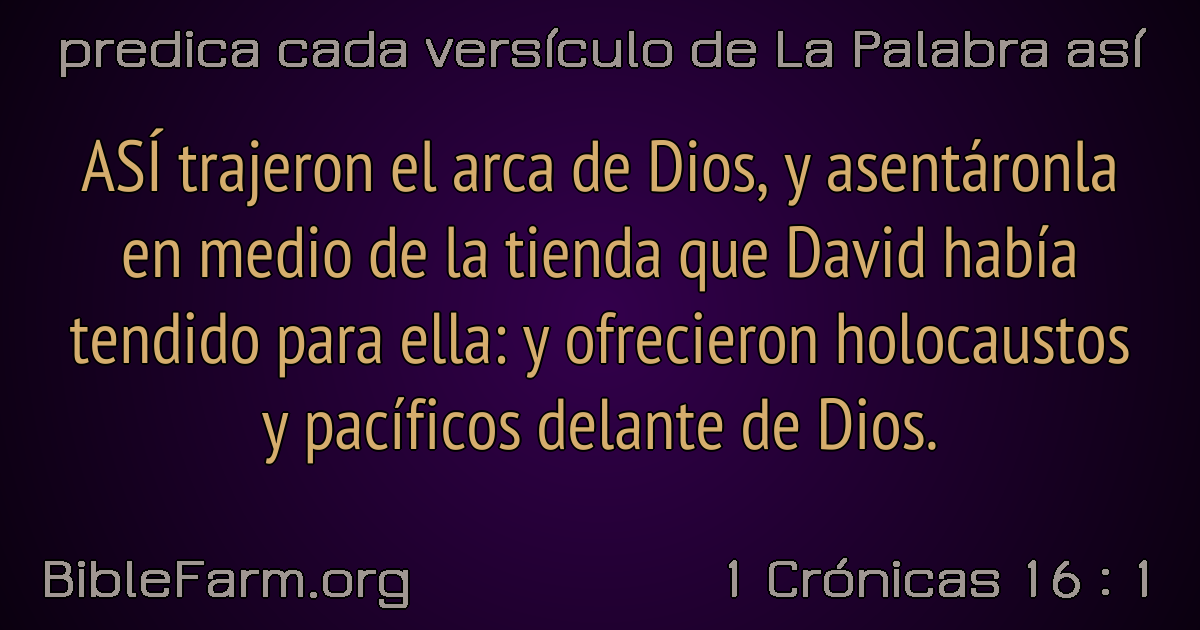 predica cada versículo de La Palabra así
ASÍ trajeron el arca de Dios, y asentáronla
en medio de la tienda que David había
tendido para ella: y ofrecieron holocaustos
y pacíficos delante de Dios.
BibleFarm.org
1 Crónicas 16 : 1